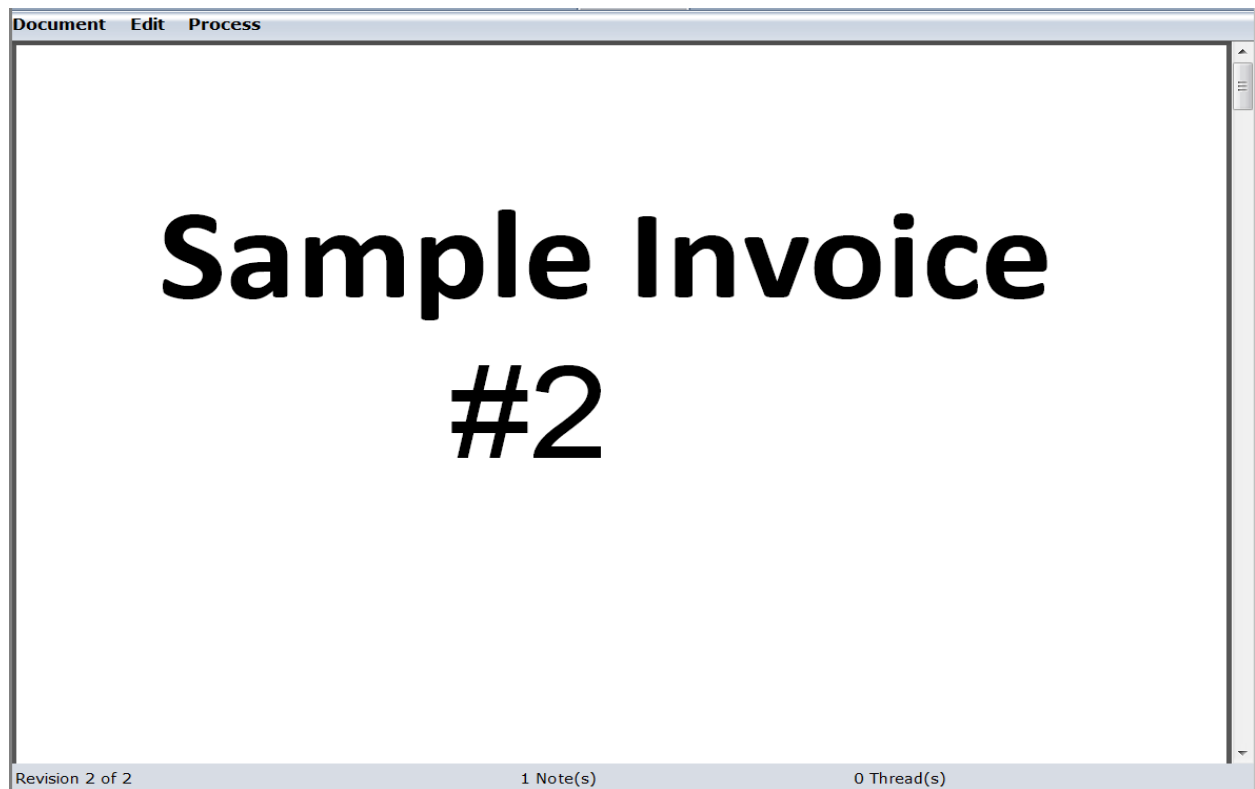 Document Edit Process
Sample Invoice
#2
Revision 2 of 2 1 Note(s) 0 Thread(s)